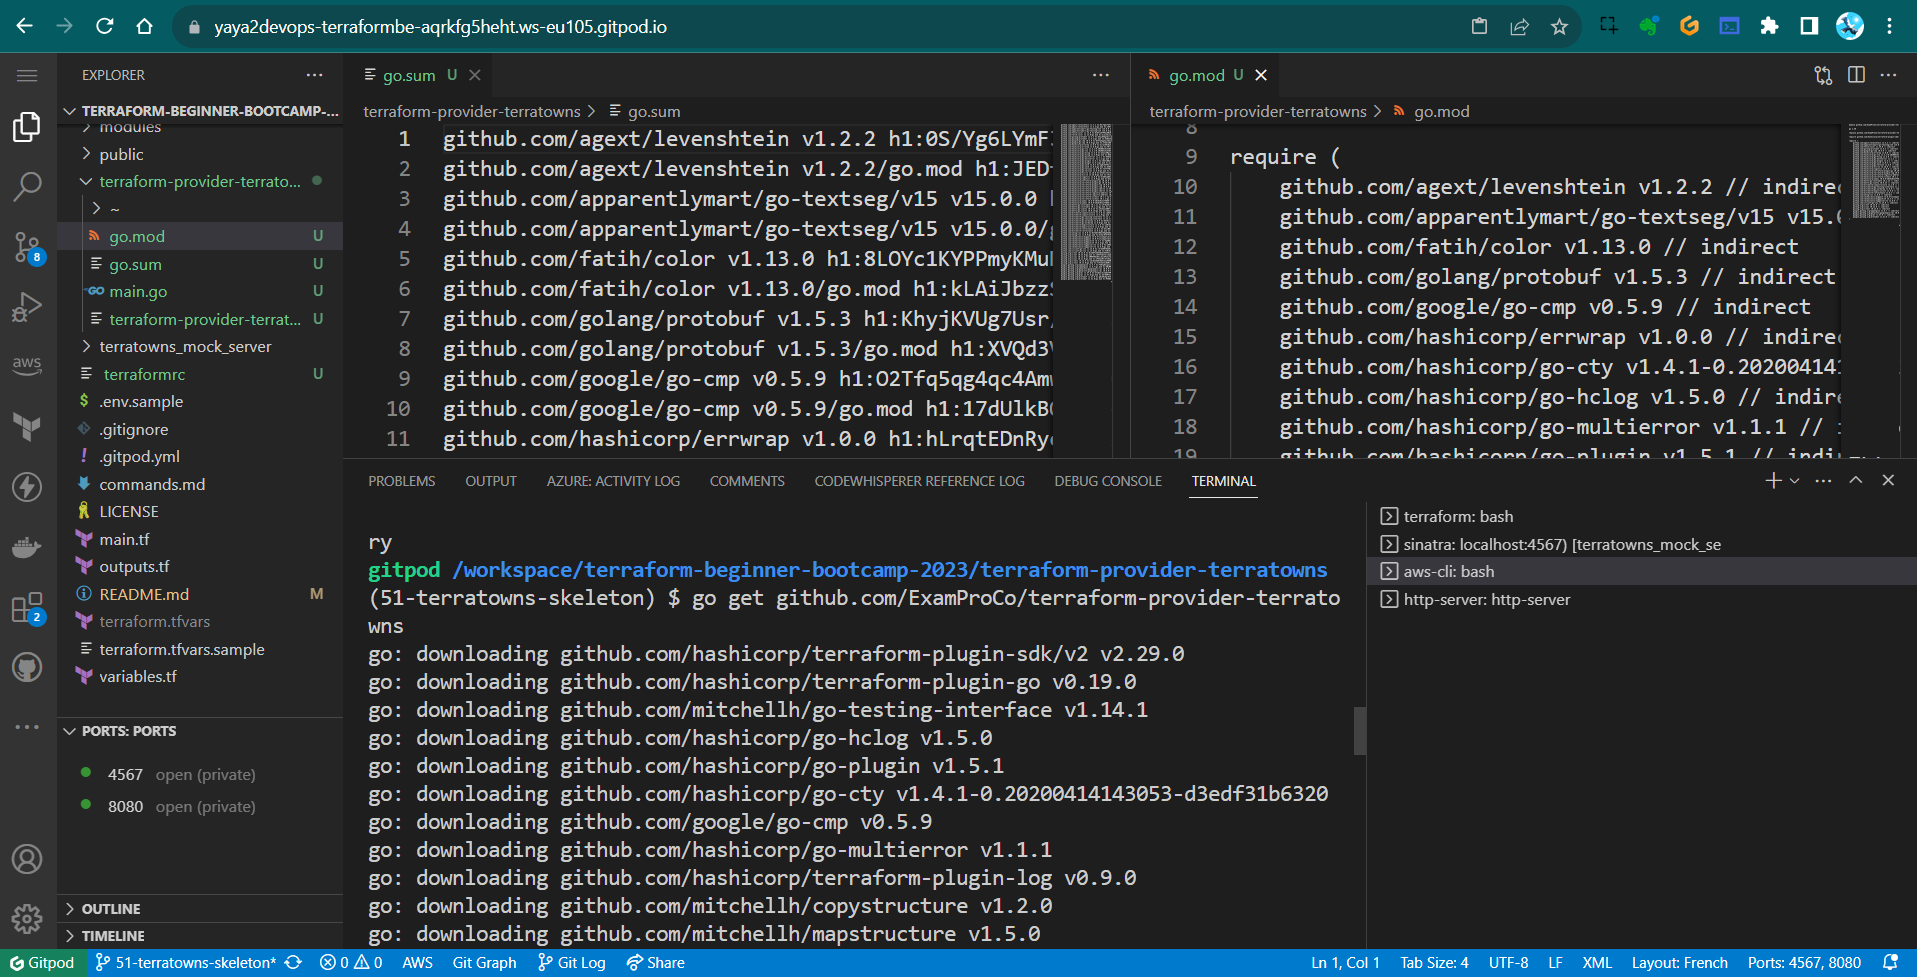 yaya2devops-terraformbe-aqrkfg5heht.ws-eu105.gitpod.io
EXPLORER
TERRAFORM-BEGINNER-BOOTCAMP-...
modules
public
terraform-provider-terrato...
~
go.mod U
go.sum U
main.go U
terraform-provider-terrat... U
terratowns_mock_server
terraformrc U
.env.sample
.gitignore
.gitpod.yml
commands.md
LICENSE
main.tf
outputs.tf
README.md M
terraform.tfvars
terraform.tfvars.sample
variables.tf
PORTS: PORTS
4567 open (private)
8080 open (private)
OUTLINE
TIMELINE
8
2
aws
go.sum U
terraform-provider-terratowns > go.sum
1 github.com/agext/levenshtein v1.2.2 h1:0S/Yg6LYmF
2 github.com/agext/levenshtein v1.2.2/go.mod h1:JED
3 github.com/apparentlymart/go-textseg/v15 v15.0.0
4 github.com/apparentlymart/go-textseg/v15 v15.0.0/
5 github.com/fatih/color v1.13.0 h1:8LOYc1KYPPmyKMu
6 github.com/fatih/color v1.13.0/go.mod h1:kLAiJbzz
7 github.com/golang/protobuf v1.5.3 h1:KhyjKVUg7Usr
8 github.com/golang/protobuf v1.5.3/go.mod h1:XVQd3
9 github.com/google/go-cmp v0.5.9 h1:O2Tfq5qg4qc4Am
10 github.com/google/go-cmp v0.5.9/go.mod h1:17dUlkB
11 github.com/hashicorp/errwrap v1.0.0 h1:hLrqtEDnRy
go.mod U
terraform-provider-terratowns > go.mod
8
9 require (
10 github.com/agext/levenshtein v1.2.2 // indire
11 github.com/apparentlymart/go-textseg/v15 v15.
12 github.com/fatih/color v1.13.0 // indirect
13 github.com/golang/protobuf v1.5.3 // indirect
14 github.com/google/go-cmp v0.5.9 // indirect
15 github.com/hashicorp/errwrap v1.0.0 // indire
16 github.com/hashicorp/go-cty v1.4.1-0.20200414
17 github.com/hashicorp/go-hclog v1.5.0 // indir
18 github.com/hashicorp/go-multierror v1.1.1 //
19 github.com/hashicorp/go-plugin v1.5.1 // indi
PROBLEMS OUTPUT AZURE: ACTIVITY LOG COMMENTS CODEWHISPERER REFERENCE LOG DEBUG CONSOLE TERMINAL
ry
gitpod /workspace/terraform-beginner-bootcamp-2023/terraform-provider-terratowns
(51-terratowns-skeleton) $ go get github.com/ExamProCo/terraform-provider-terrato
wns
go: downloading github.com/hashicorp/terraform-plugin-sdk/v2 v2.29.0
go: downloading github.com/hashicorp/terraform-plugin-go v0.19.0
go: downloading github.com/mitchellh/go-testing-interface v1.14.1
go: downloading github.com/hashicorp/go-hclog v1.5.0
go: downloading github.com/hashicorp/go-plugin v1.5.1
go: downloading github.com/hashicorp/go-cty v1.4.1-0.20200414143053-d3edf31b6320
go: downloading github.com/google/go-cmp v0.5.9
go: downloading github.com/hashicorp/go-multierror v1.1.1
go: downloading github.com/hashicorp/terraform-plugin-log v0.9.0
go: downloading github.com/mitchellh/copystructure v1.2.0
go: downloading github.com/mitchellh/mapstructure v1.5.0
terraform: bash
sinatra: localhost:4567) [terratowns_mock_se
aws-cli: bash
http-server: http-server
Gitpod 51-terratowns-skeleton* 0 0 AWS Git Graph Git Log Share Ln 1, Col 1 Tab Size: 4 UTF-8 LF XML Layout: French Ports: 4567, 8080